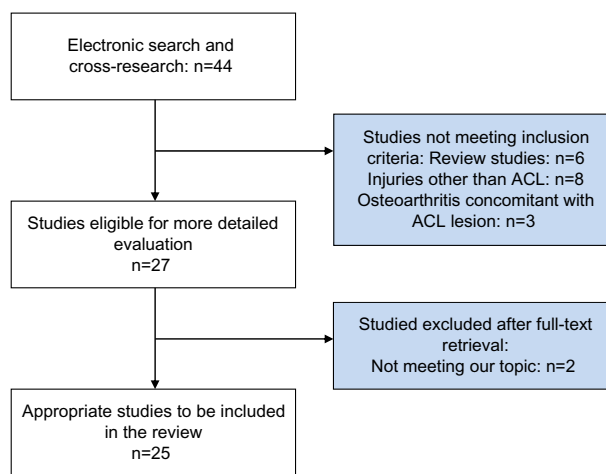 Electronic search and
cross-research: n=44
Studies not meeting inclusion
criteria: Review studies: n=6
Injuries other than ACL: n=8
Osteoarthritis concomitant with
ACL lesion: n=3
Studies eligible for more detailed
evaluation
n=27
Studied excluded after full-text
retrieval:
Not meeting our topic: n=2
Appropriate studies to be included
in the review
n=25